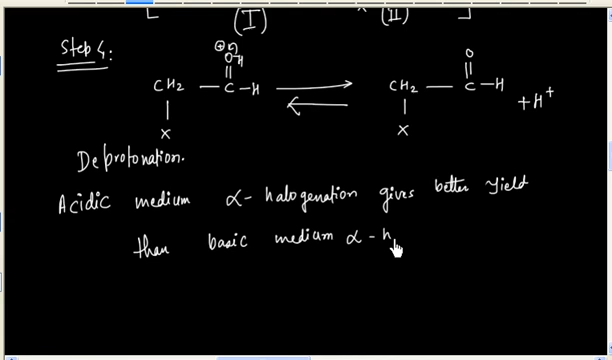 (I) (II)
Step 4:
⊕
OH O
|| ||
CH2 — C — H ⇌ CH2 — C — H + H+
| |
X X
Deprotonation.
Acidic medium α- halogenation gives better yield
than basic medium α - h